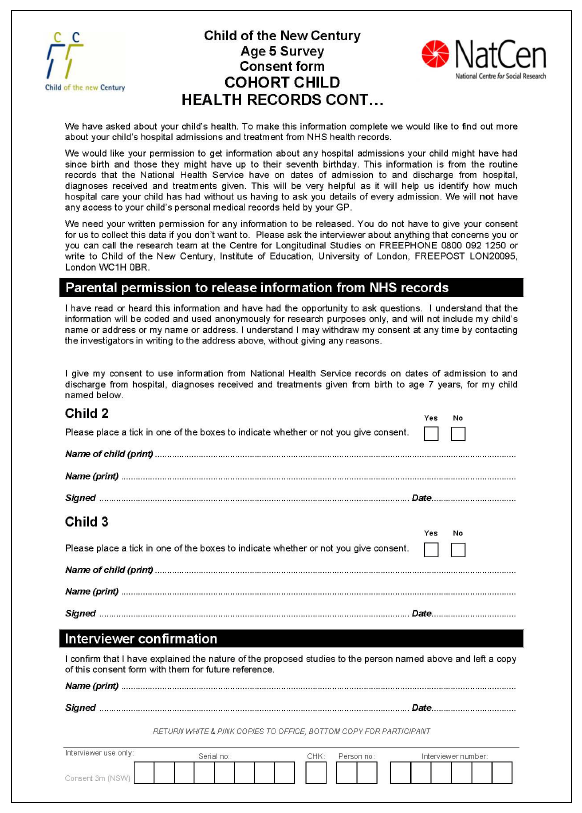 C C
Child of the new Century
Child of the New Century
Age 5 Survey
Consent form
COHORT CHILD
HEALTH RECORDS CONT…
NatCen
National Centre for Social Research
We have asked about your child's health. To make this information complete we would like to find out more
about your child's hospital admissions and treatment from NHS health records.
We would like your permission to get information about any hospital admissions your child might have had
since birth and those they might have up to their seventh birthday. This information is from the routine
records that the National Health Service have on dates of admission to and discharge from hospital,
diagnoses received and treatments given. This will be very helpful as it will help us identify how much
hospital care your child has had without us having to ask you details of every admission. We will not have
any access to your child's personal medical records held by your GP.
We need your written permission for any information to be released. You do not have to give your consent
for us to collect this data if you don't want to. Please ask the interviewer about anything that concerns you or
you can call the research team at the Centre for Longitudinal Studies on FREEPHONE 0800 092 1250 or
write to Child of the New Century, Institute of Education, University of London, FREEPOST LON20095,
London WC1H 0BR.
Parental permission to release information from NHS records
I have read or heard this information and have had the opportunity to ask questions. I understand that the
information will be coded and used anonymously for research purposes only, and will not include my child's
name or address or my name or address. I understand I may withdraw my consent at any time by contacting
the investigators in writing to the address above, without giving any reasons.
I give my consent to use information from National Health Service records on dates of admission to and
discharge from hospital, diagnoses received and treatments given from birth to age 7 years, for my child
named below.
Child 2
Yes No
Please place a tick in one of the boxes to indicate whether or not you give consent.
Name of child (print)
Name (print)
Signed Date
Child 3
Yes No
Please place a tick in one of the boxes to indicate whether or not you give consent.
Name of child (print)
Name (print)
Signed Date
Interviewer confirmation
I confirm that I have explained the nature of the proposed studies to the person named above and left a copy
of this consent form with them for future reference.
Name (print)
Signed Date
RETURN WHITE & PINK COPIES TO OFFICE, BOTTOM COPY FOR PARTICIPANT
Interviewer use only: Serial no: CHK: Person no: Interviewer number:
Consent 3m (NSW)